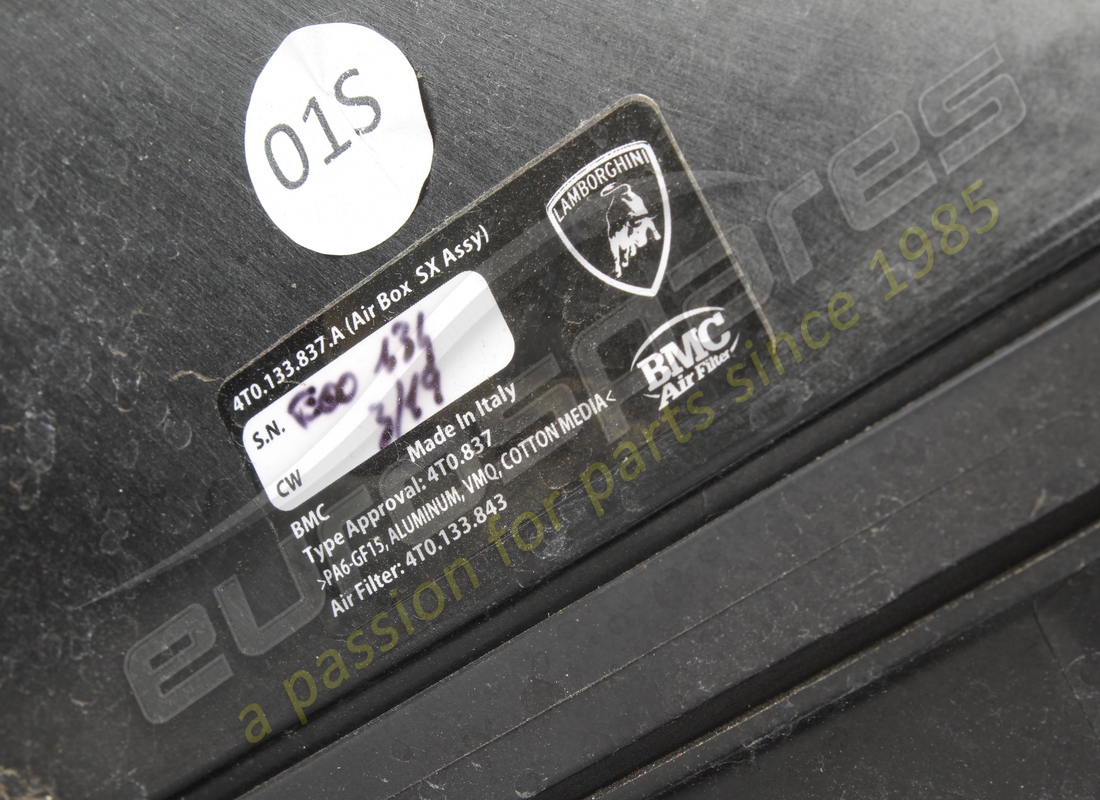 01S
LAMBORGHINI
4T0.133.837.A (Air Box SX Assy)
S.N.
CW 3/19
BMC
Air Filter
Made In Italy
BMC
Type Approval: 4T0.837
>PA6-GF15, ALUMINUM, VMQ, COTTON MEDIA<
Air Filter: 4T0.133.843
eurospares
a passion for parts since 1985